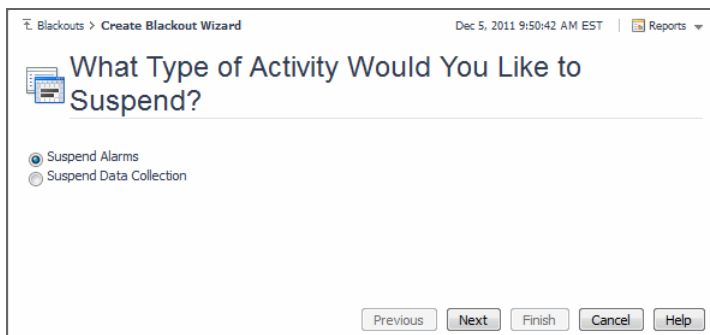 Blackouts > Create Blackout Wizard Dec 5, 2011 9:50:42 AM EST | Reports
What Type of Activity Would You Like to
Suspend?
Suspend Alarms
Suspend Data Collection
Previous Next Finish Cancel Help